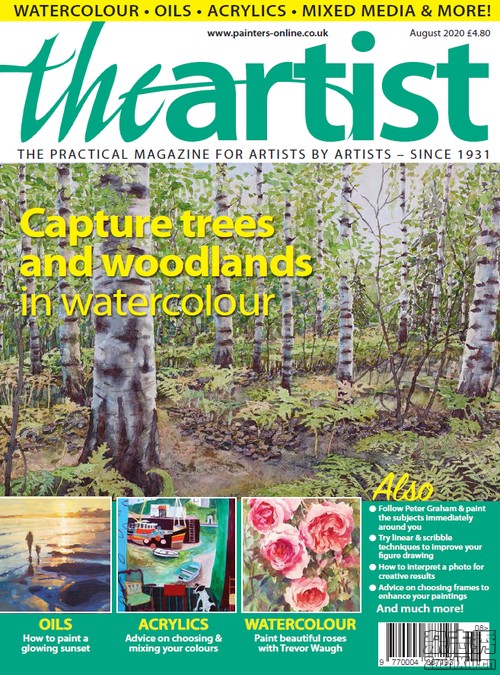 WATERCOLOUR • OILS • ACRYLICS • MIXED MEDIA & MORE!
www.painters-online.co.uk
August 2020 £4.80
the artist
THE PRACTICAL MAGAZINE FOR ARTISTS BY ARTISTS – SINCE 1931
Capture trees
and woodlands
in watercolour
Also
Follow Peter Graham & paint
the subjects immediately
around you
Try linear & scribble
techniques to improve your
figure drawing
How to interpret a photo for
creative results
Advice on choosing frames to
enhance your paintings
And much more!
OILS
How to paint a
glowing sunset
ACRYLICS
Advice on choosing &
mixing your colours
WATERCOLOUR
Paint beautiful roses
with Trevor Waugh
08>
9 770004